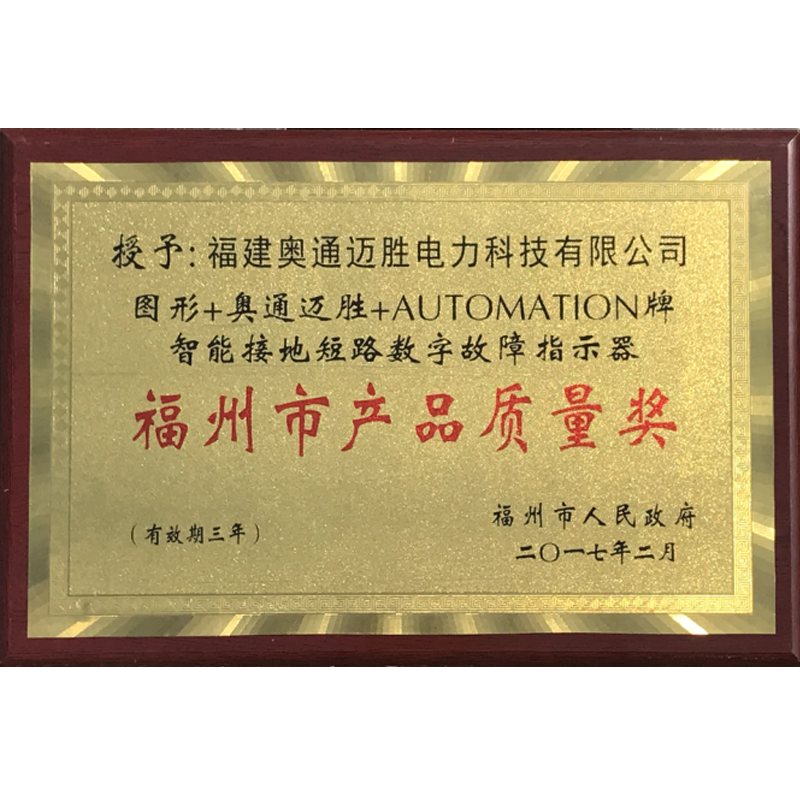 授予:福建奥通迈胜电力科技有限公司
图形+奥通迈胜+AUTOMATION牌
智能接地短路数字故障指示器
福州市产品质量奖
(有效期三年)
福州市人民政府
二〇一七年二月